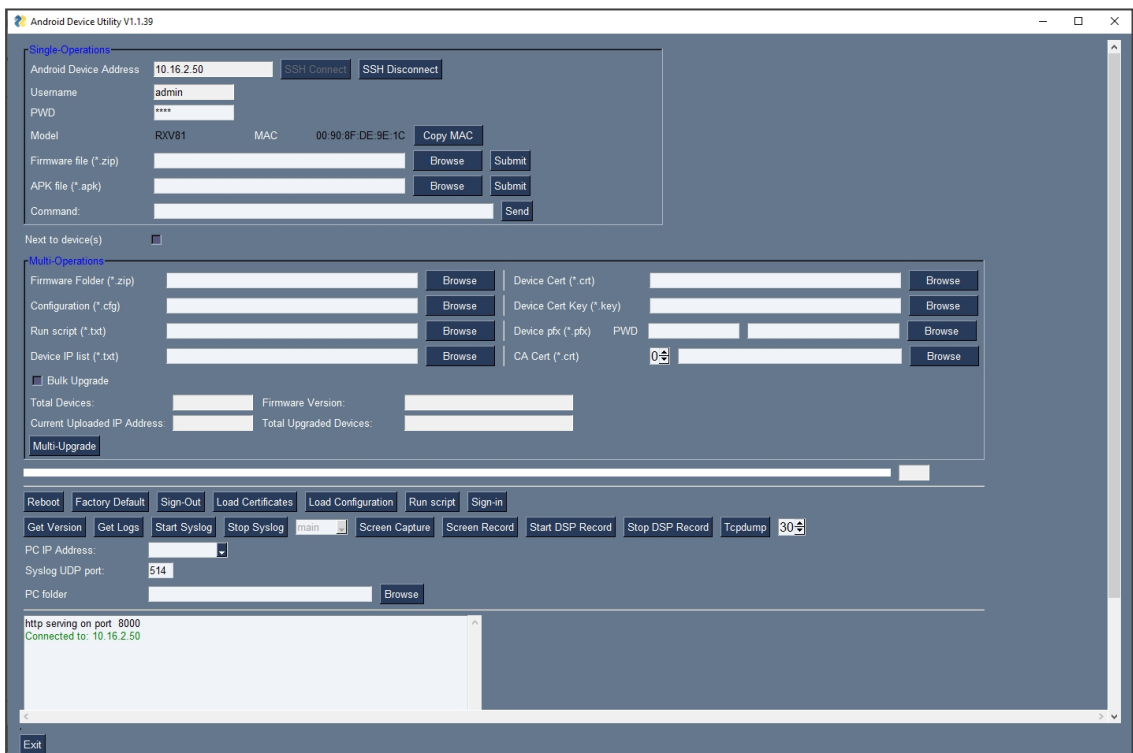 Android Device Utility V1.1.39
Single-Operations
Android Device Address 10.16.2.50 SSH Connect SSH Disconnect
Username admin
PWD ****
Model RXV81 MAC 00:90:8F:DE:9E:1C Copy MAC
Firmware file (*.zip) Browse Submit
APK file (*.apk) Browse Submit
Command: Send
Next to device(s)
Multi-Operations
Firmware Folder (*.zip) Browse Device Cert (*.crt) Browse
Configuration (*.cfg) Browse Device Cert Key (*.key) Browse
Run script (*.txt) Browse Device pfx (*.pfx) PWD Browse
Device IP list (*.txt) Browse CA Cert (*.crt) 0 Browse
Bulk Upgrade
Total Devices: Firmware Version:
Current Uploaded IP Address: Total Upgraded Devices:
Multi-Upgrade
Reboot Factory Default Sign-Out Load Certificates Load Configuration Run script Sign-in
Get Version Get Logs Start Syslog Stop Syslog main Screen Capture Screen Record Start DSP Record Stop DSP Record Tcpdump 30
PC IP Address:
Syslog UDP port: 514
PC folder Browse
http serving on port 8000
Connected to: 10.16.2.50
Exit